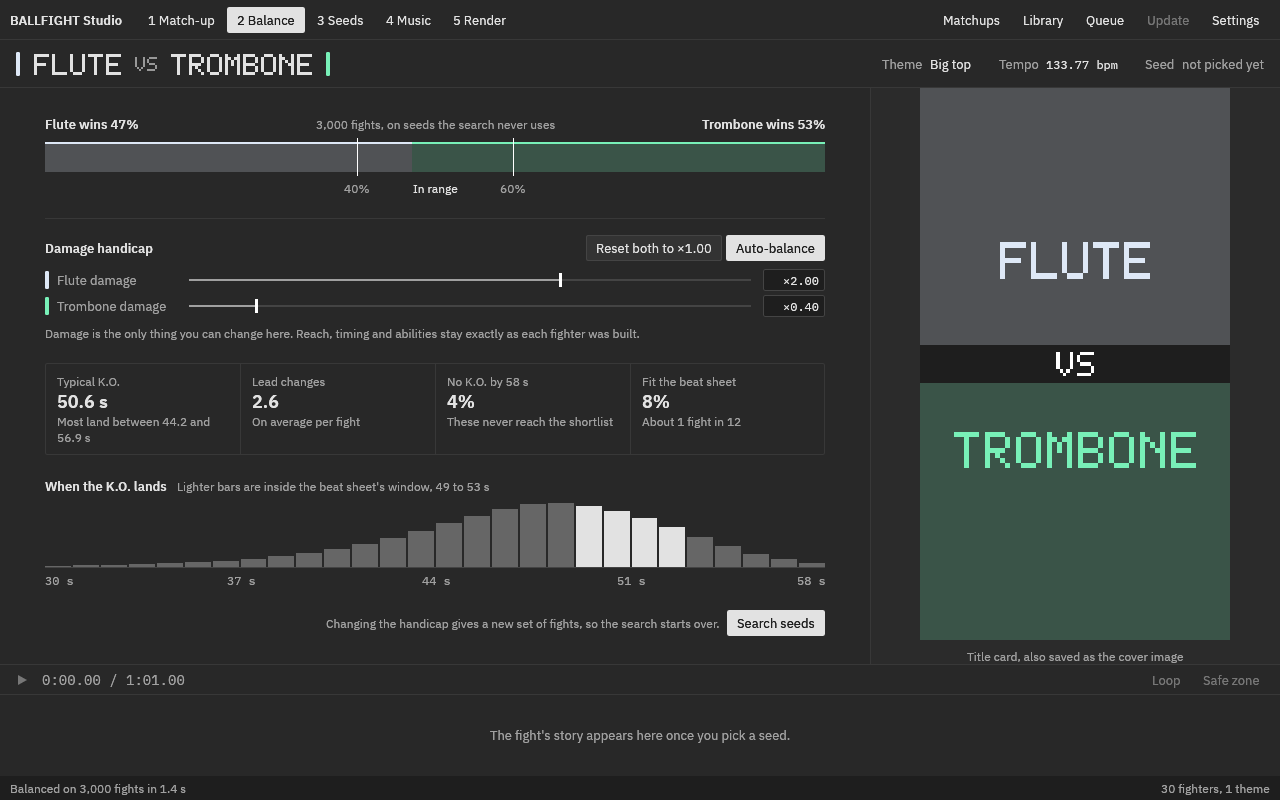 BALLFIGHT Studio 1 Match-up 2 Balance 3 Seeds 4 Music 5 Render Matchups Library Queue Update Settings
FLUTE VS TROMBONE Theme Big top Tempo 133.77 bpm Seed not picked yet
Flute wins 47% 3,000 fights, on seeds the search never uses Trombone wins 53%
40% In range 60%
Damage handicap Reset both to ×1.00 Auto-balance
Flute damage ×2.00
Trombone damage ×0.40
Damage is the only thing you can change here. Reach, timing and abilities stay exactly as each fighter was built.
Typical K.O. Lead changes No K.O. by 58 s Fit the beat sheet
50.6 s 2.6 4% 8%
Most land between 44.2 and On average per fight These never reach the shortlist About 1 fight in 12
56.9 s
When the K.O. lands Lighter bars are inside the beat sheet's window, 49 to 53 s
30 s 37 s 44 s 51 s 58 s
Changing the handicap gives a new set of fights, so the search starts over. Search seeds
FLUTE
VS
TROMBONE
Title card, also saved as the cover image
0:00.00 / 1:01.00 Loop Safe zone
The fight's story appears here once you pick a seed.
Balanced on 3,000 fights in 1.4 s 30 fighters, 1 theme